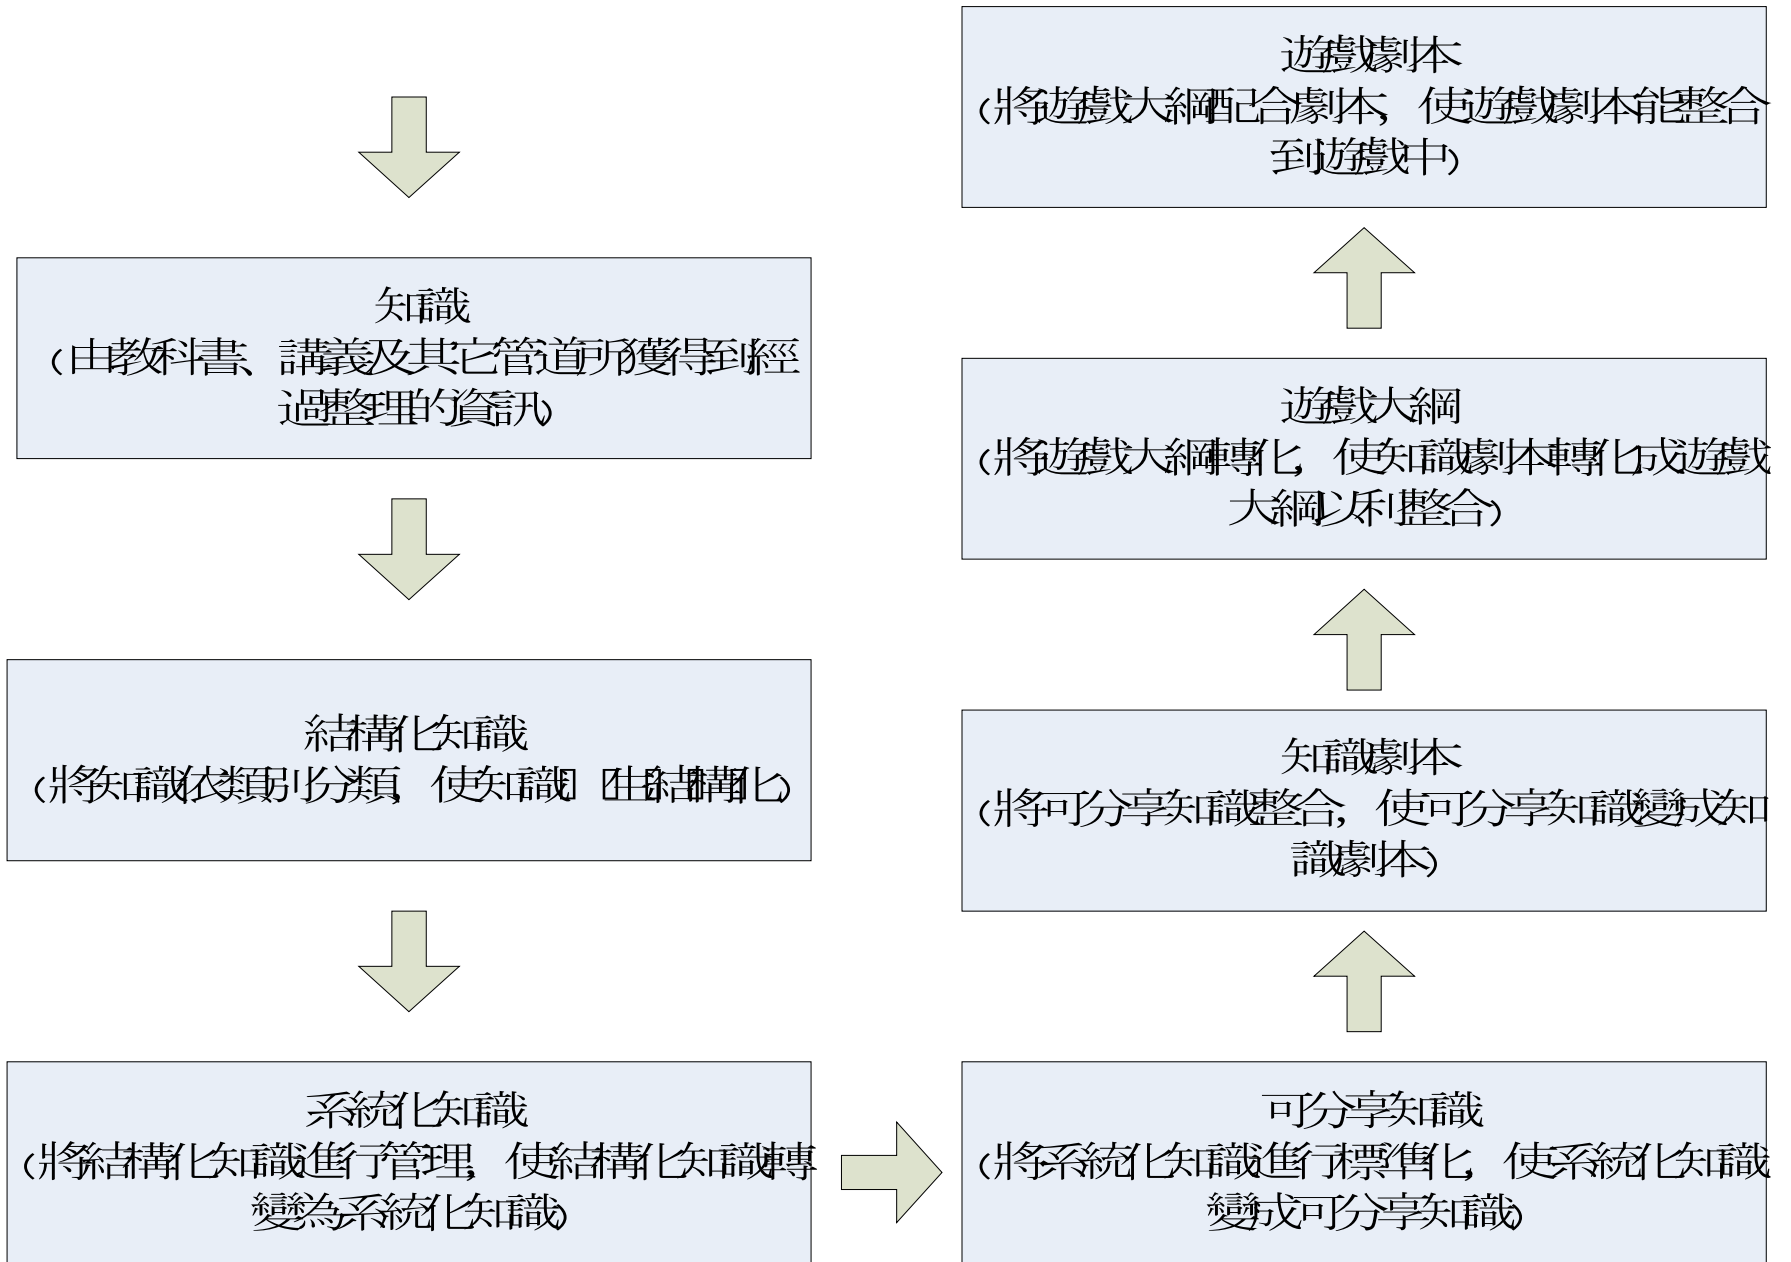 知識
(由教科書、講義及其它管道所獲得到經
過整理的資訊)
結構化知識
(將知識依類別分類，使知識 生結構化)
系統化知識
(將結構化知識進行管理，使結構化知識轉
變為系統化知識)
可分享知識
(將系統化知識進行標準化，使系統化知識
變成可分享知識)
知識劇本
(將可分享知識整合，使可分享知識變成知
識劇本)
遊戲大綱
(將遊戲大綱轉化，使知識劇本轉化成遊戲
大綱以利整合)
遊戲劇本
(將遊戲大綱配合劇本，使遊戲劇本能整合
到遊戲中)